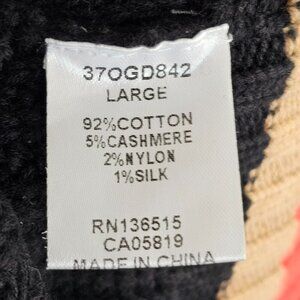 37OGD842
LARGE
92%COTTON
5%CASHMERE
2%NYLON
1%SILK
RN136515
CA05819
MADE IN CHINA